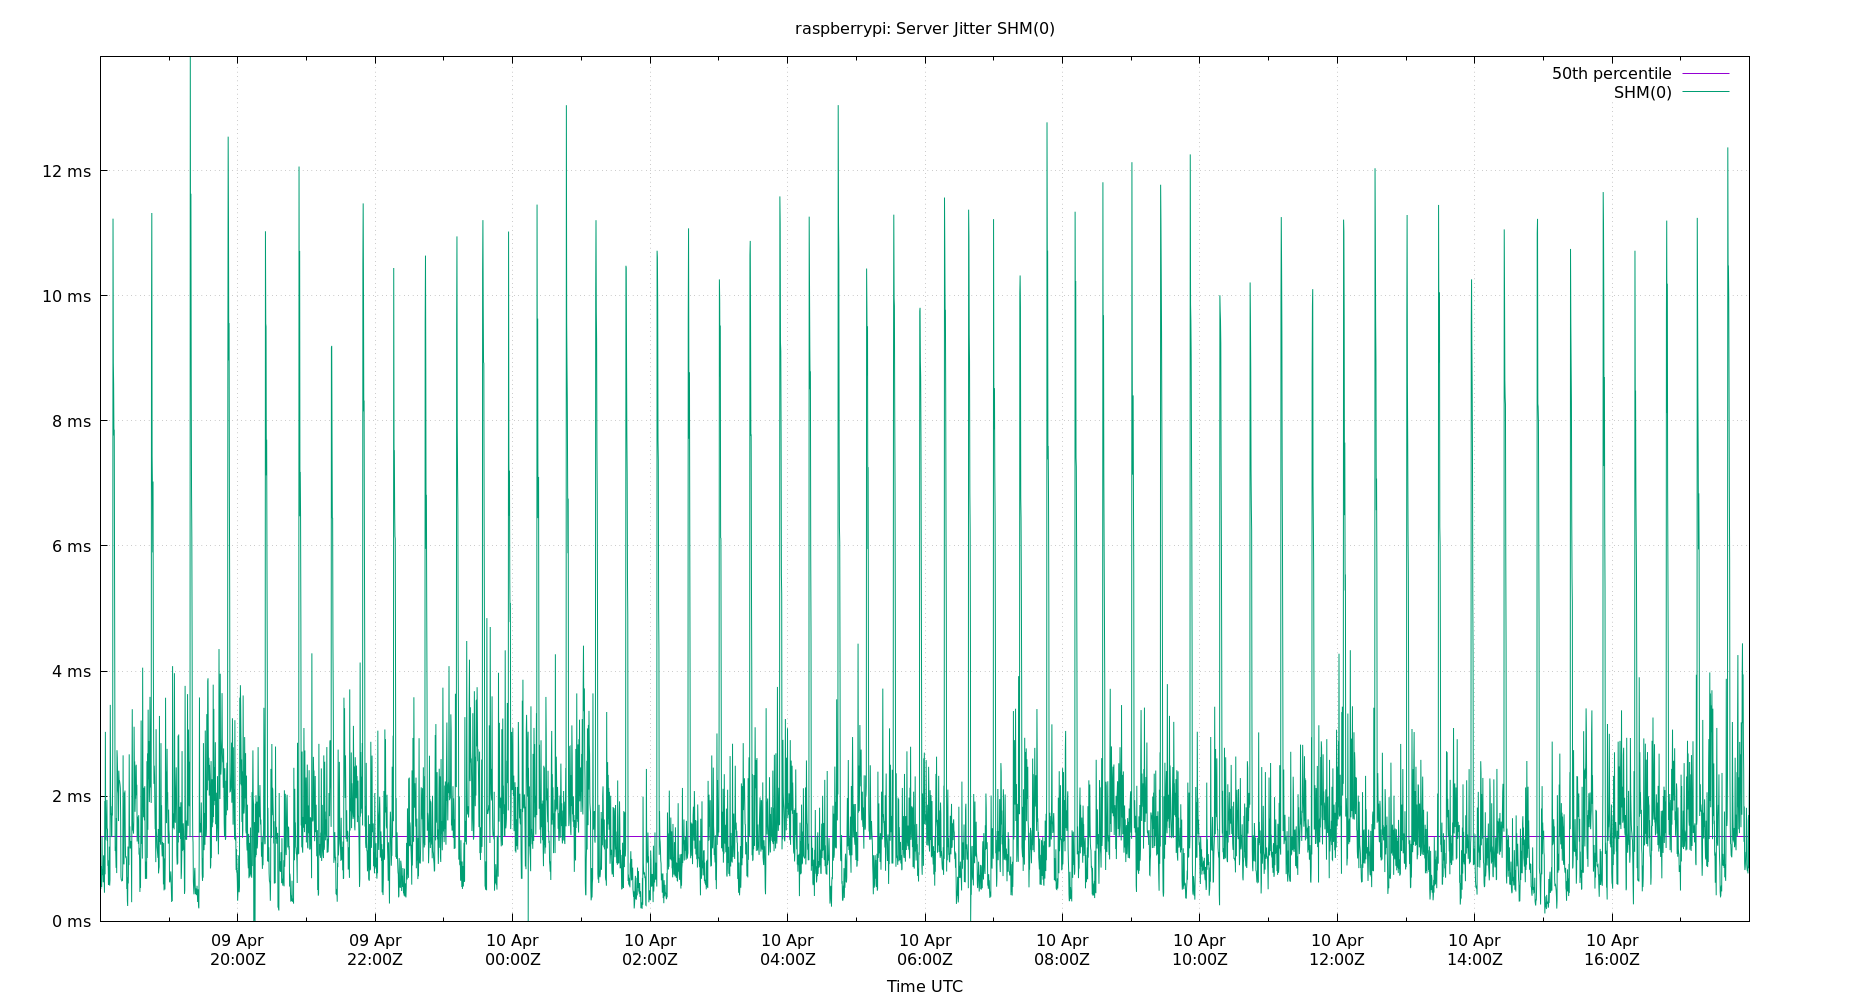 raspberrypi: Server Jitter SHM(0)
50th percentile
SHM(0)
12 ms
10 ms
8 ms
6 ms
4 ms
2 ms
0 ms
09 Apr 09 Apr 10 Apr 10 Apr 10 Apr 10 Apr 10 Apr 10 Apr 10 Apr 10 Apr 10 Apr
20:00Z 22:00Z 00:00Z 02:00Z 04:00Z 06:00Z 08:00Z 10:00Z 12:00Z 14:00Z 16:00Z
Time UTC